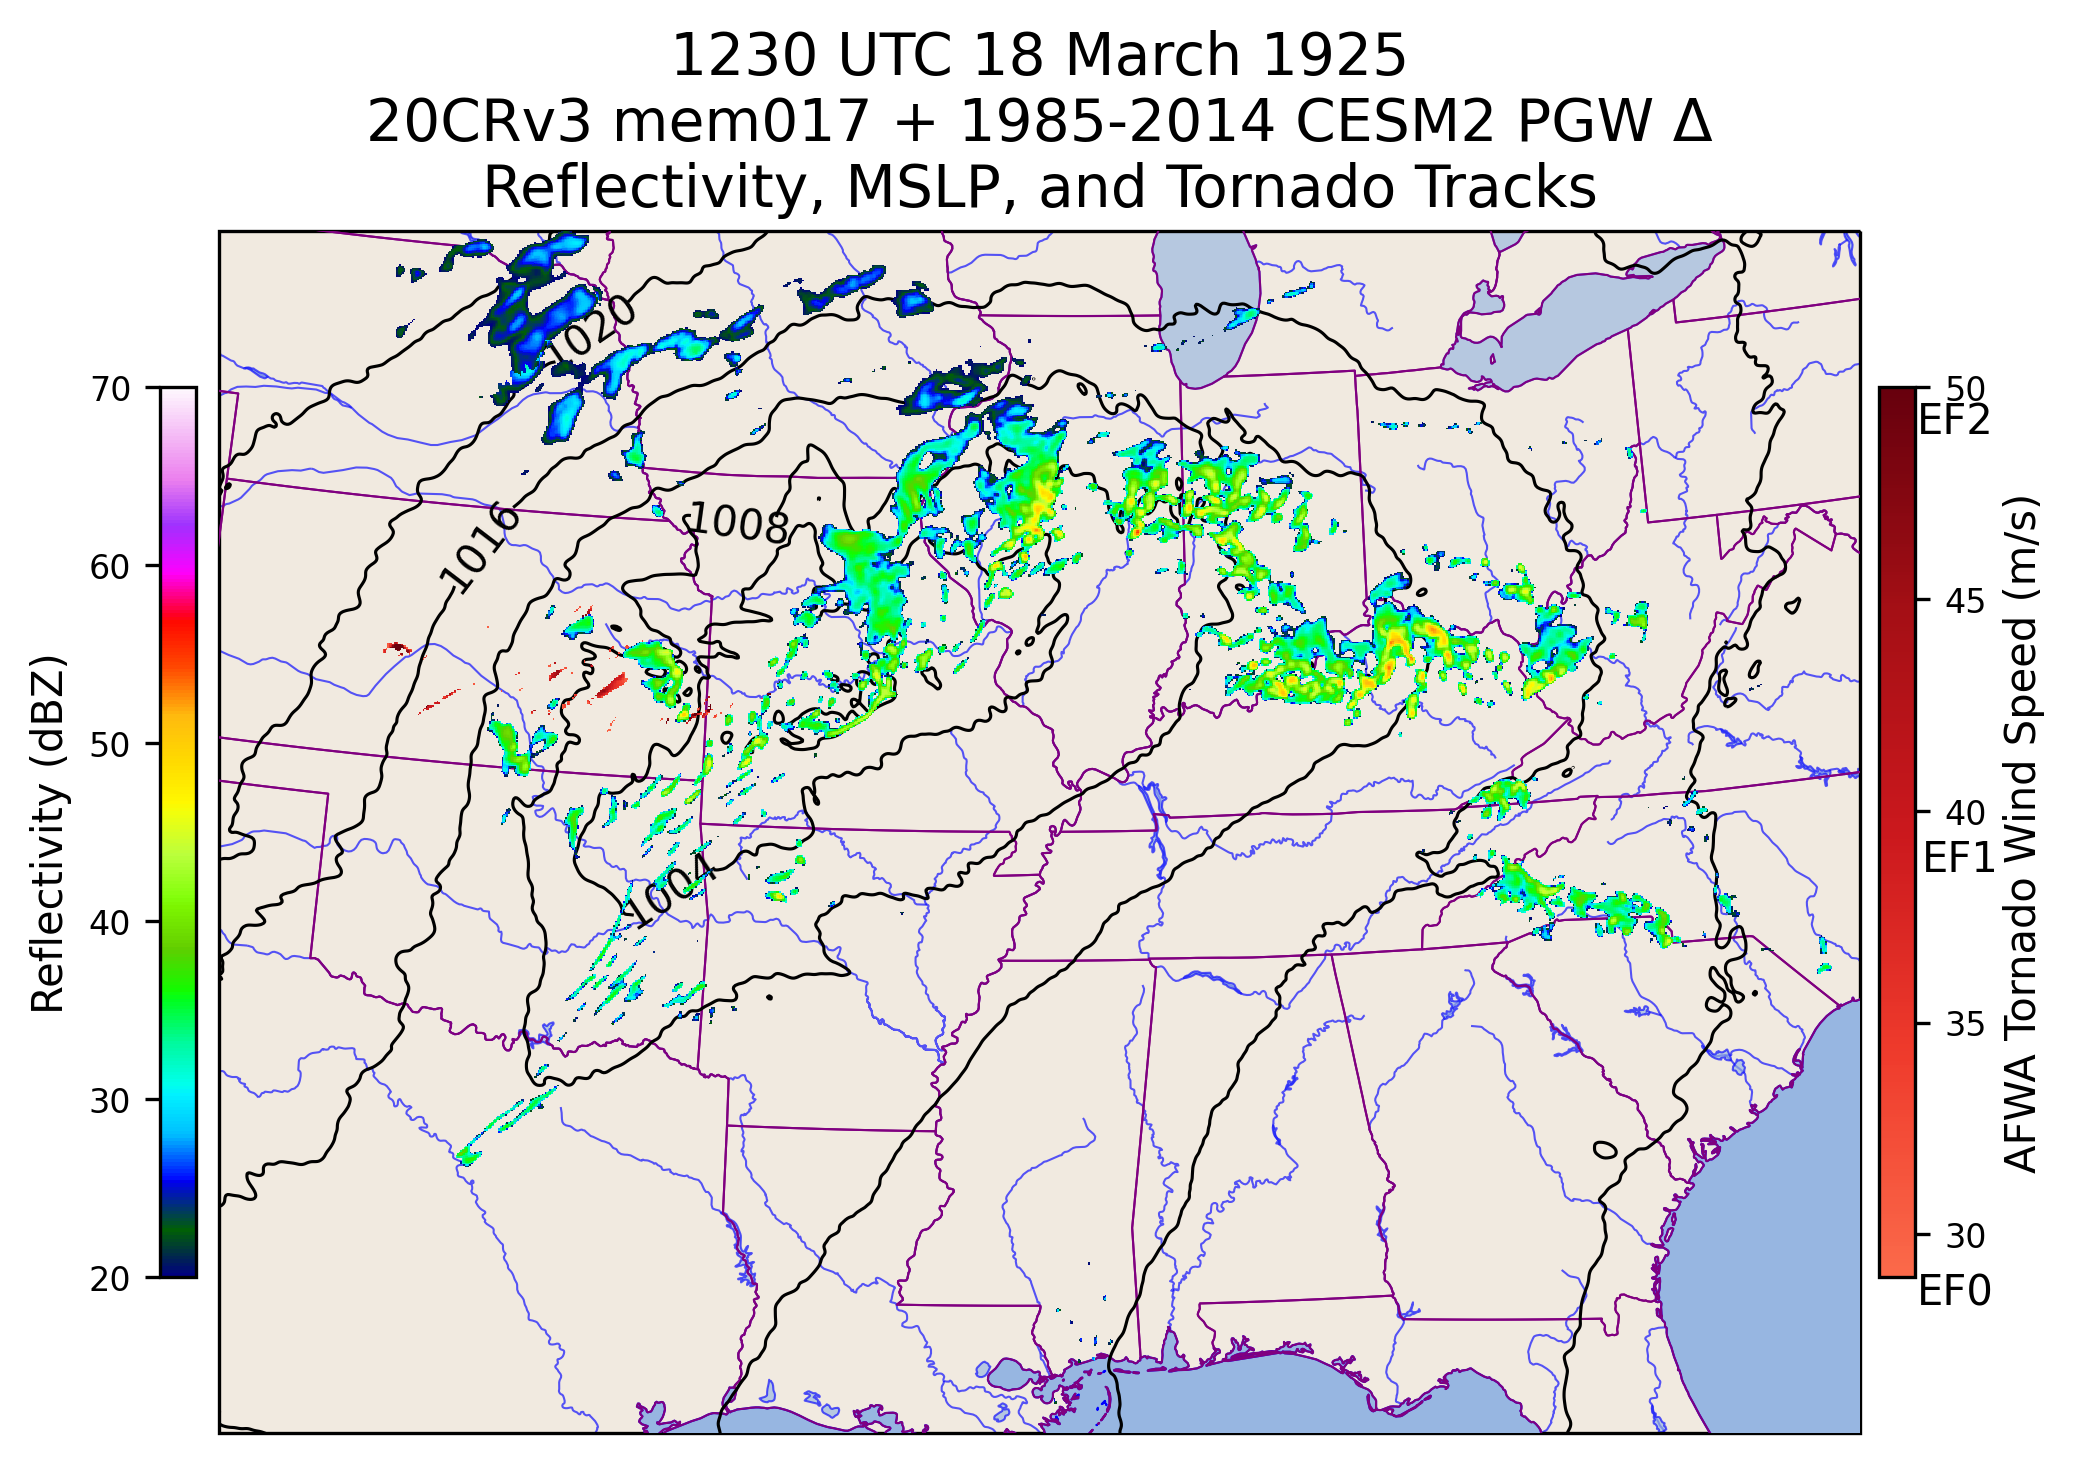 1230 UTC 18 March 1925
20CRv3 mem017 + 1985-2014 CESM2 PGW Δ
Reflectivity, MSLP, and Tornado Tracks
Reflectivity (dBZ)
70
60
50
40
30
20
1020
1016
1008
1004
50
EF2
45
40
EF1
35
30
EF0
AFWA Tornado Wind Speed (m/s)